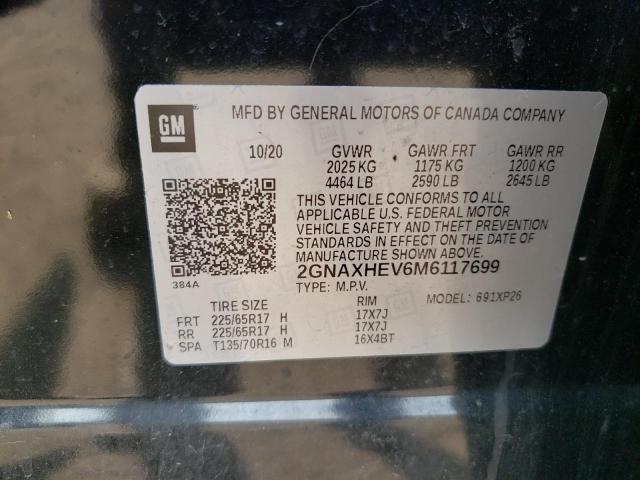 GM
MFD BY GENERAL MOTORS OF CANADA COMPANY
10/20 GVWR GAWR FRT GAWR RR
2025 KG 1175 KG 1200 KG
4464 LB 2590 LB 2645 LB
THIS VEHICLE CONFORMS TO ALL
APPLICABLE U.S. FEDERAL MOTOR
VEHICLE SAFETY AND THEFT PREVENTION
STANDARDS IN EFFECT ON THE DATE OF
MANUFACTURE SHOWN ABOVE.
384A
2GNAXHEV6M6117699
TYPE: M.P.V. MODEL: 691XP26
TIRE SIZE RIM
FRT 225/65R17 H 17X7J
RR 225/65R17 H 17X7J
SPA T135/70R16 M 16X4BT